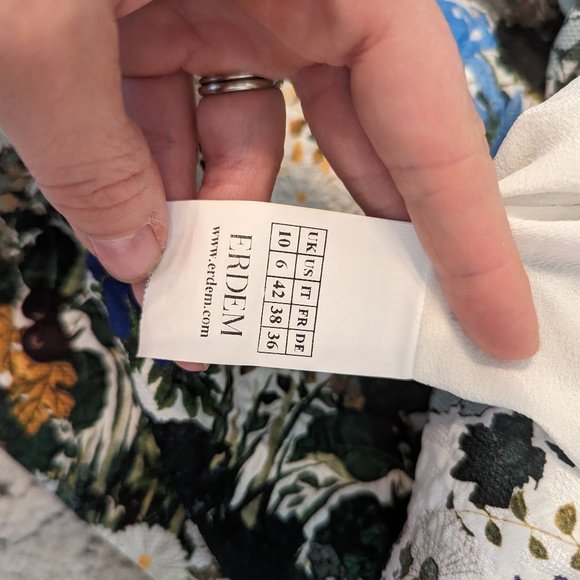 UK US IT FR DE
10 6 42 38 36
ERDEM
www.erdem.com